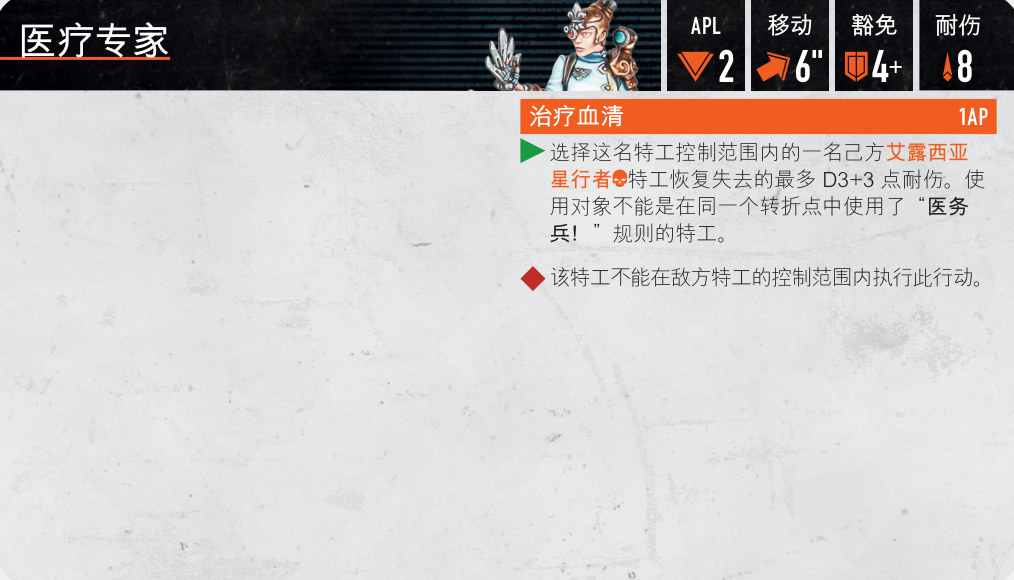 医疗专家
APL 移动 豁免 耐伤
2 6" 4+ 8
治疗血清 1AP
选择这名特工控制范围内的一名己方艾露西亚
星行者特工恢复失去的最多 D3+3 点耐伤。使
用对象不能是在同一个转折点中使用了“医务
兵！”规则的特工。
该特工不能在敌方特工的控制范围内执行此行动。